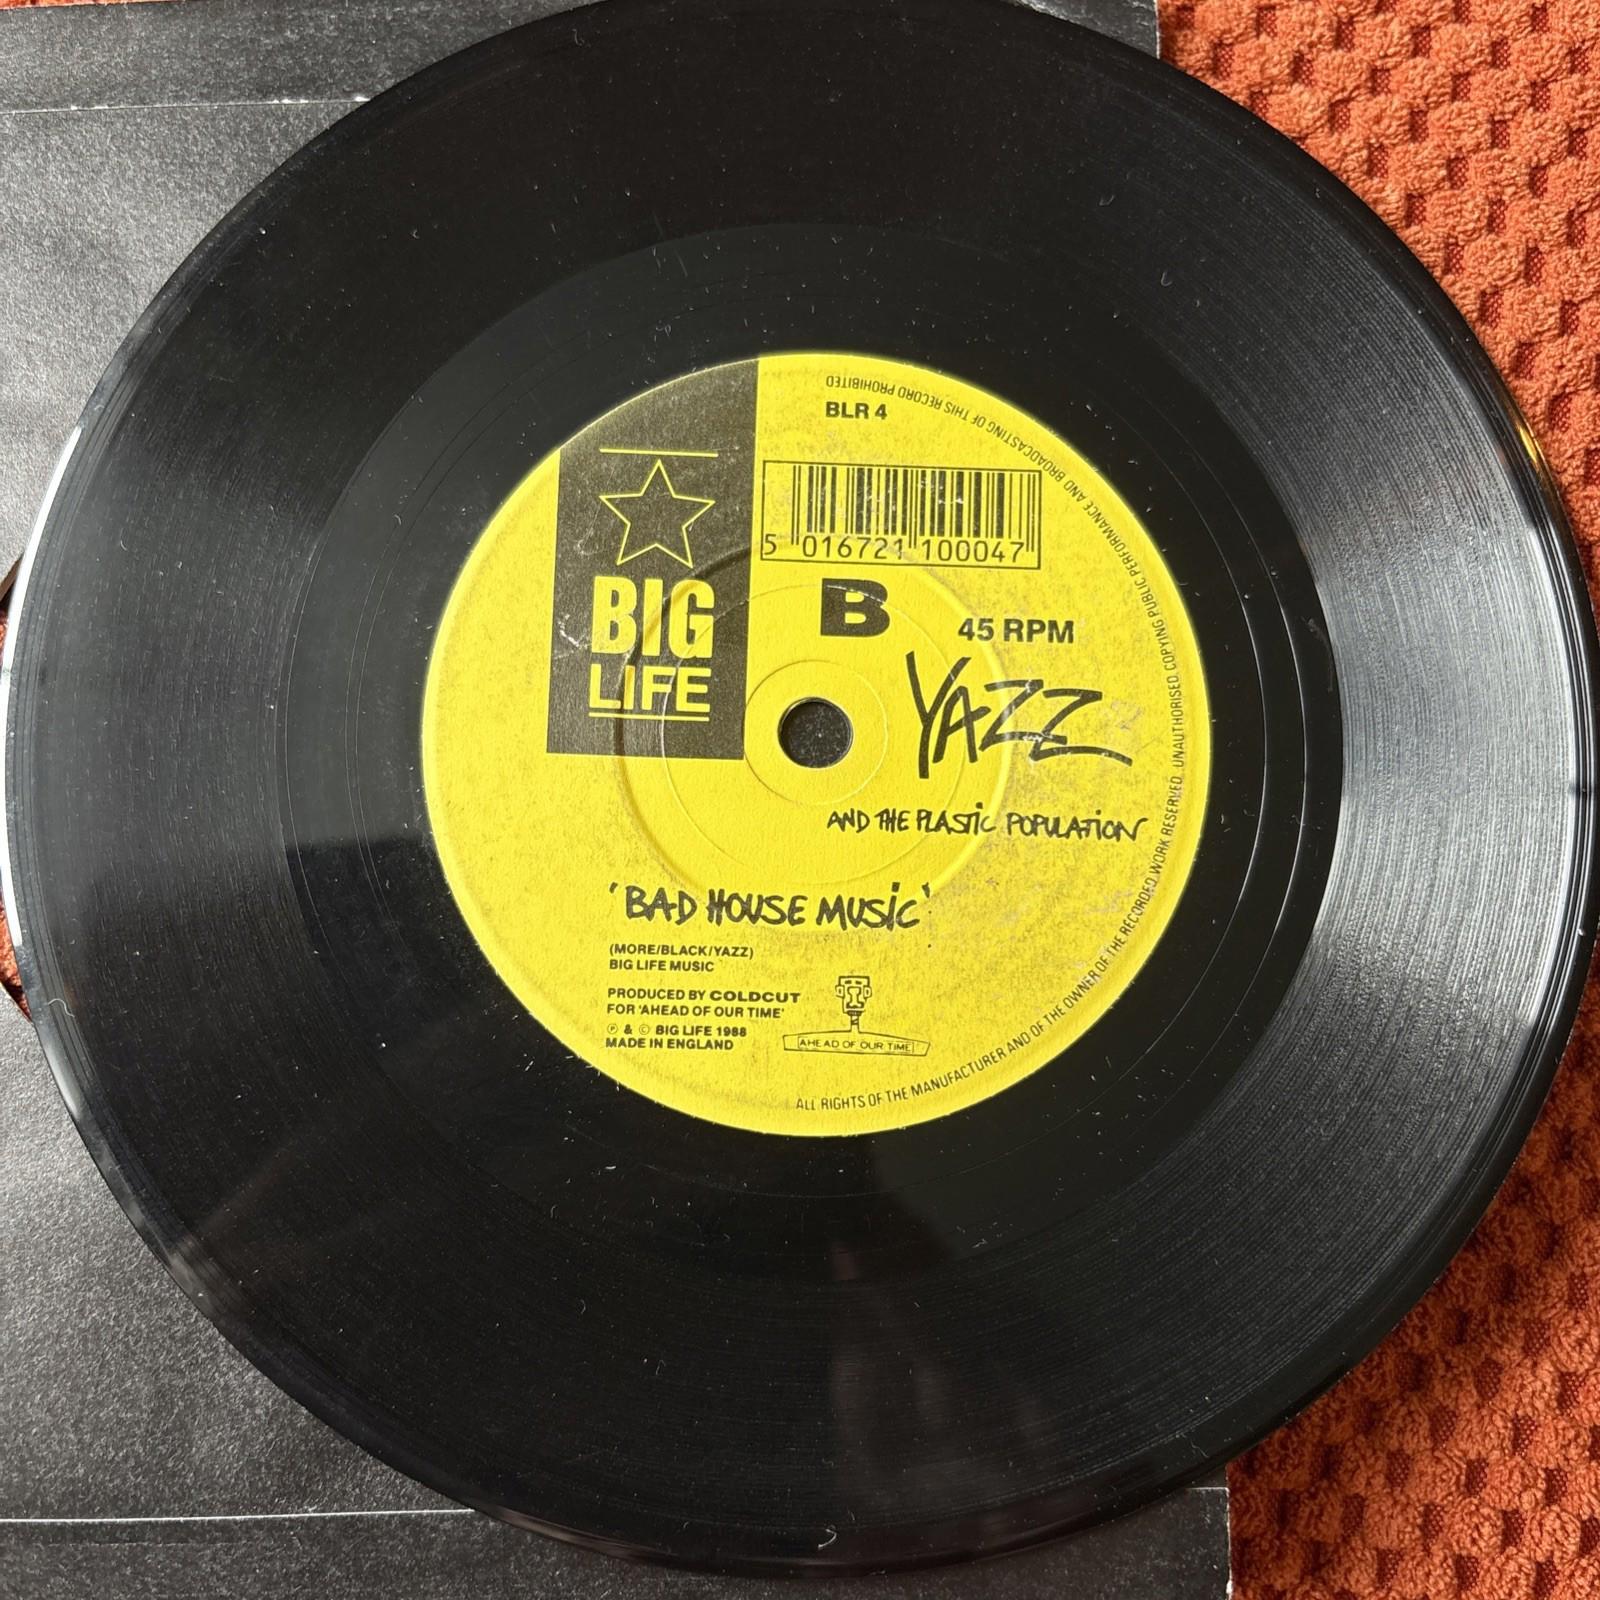 BLR 4
5 016721 100047
BIG
LIFE
B
45 RPM
YAZZ
AND THE PLASTIC POPULATION
'BAD HOUSE MUSIC'
(MORE/BLACK/YAZZ)
BIG LIFE MUSIC
PRODUCED BY COLDCUT
FOR 'AHEAD OF OUR TIME'
Ⓟ & © BIG LIFE 1988
MADE IN ENGLAND
AHEAD OF OUR TIME
ALL RIGHTS OF THE MANUFACTURER AND OF THE OWNER OF THE RECORDED WORK RESERVED. UNAUTHORISED COPYING PUBLIC PERFORMANCE AND BROADCASTING OF THIS RECORD PROHIBITED